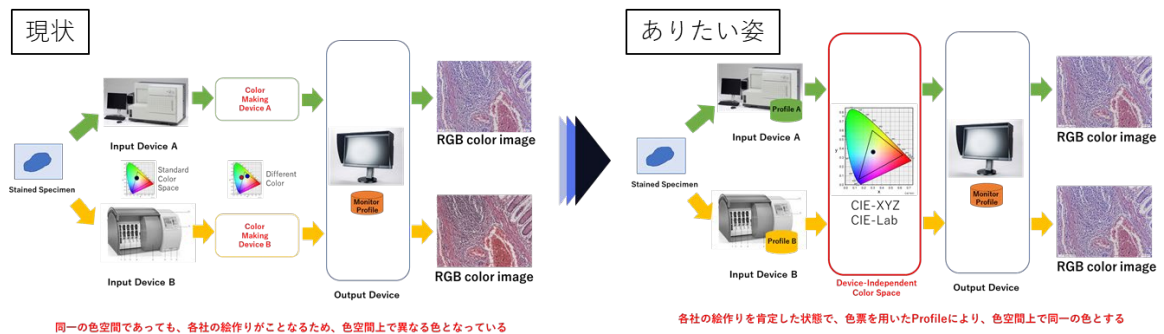 現状
Input Device A
Color
Making
Device A
RGB color image
Stained Specimen
Standard
Color
Space
Different
Color
Monitor
Profile
Input Device B
Color
Making
Device B
Output Device
RGB color image
同一の色空間であっても、各社の絵作りがことなるため、色空間上で異なる色となっている
ありたい姿
Profile A
Input Device A
RGB color image
Stained Specimen
CIE-XYZ
CIE-Lab
Monitor
Profile
Profile B
Input Device B
Device-Independent
Color Space
Output Device
RGB color image
各社の絵作りを肯定した状態で、色票を用いたProfileにより、色空間上で同一の色とする